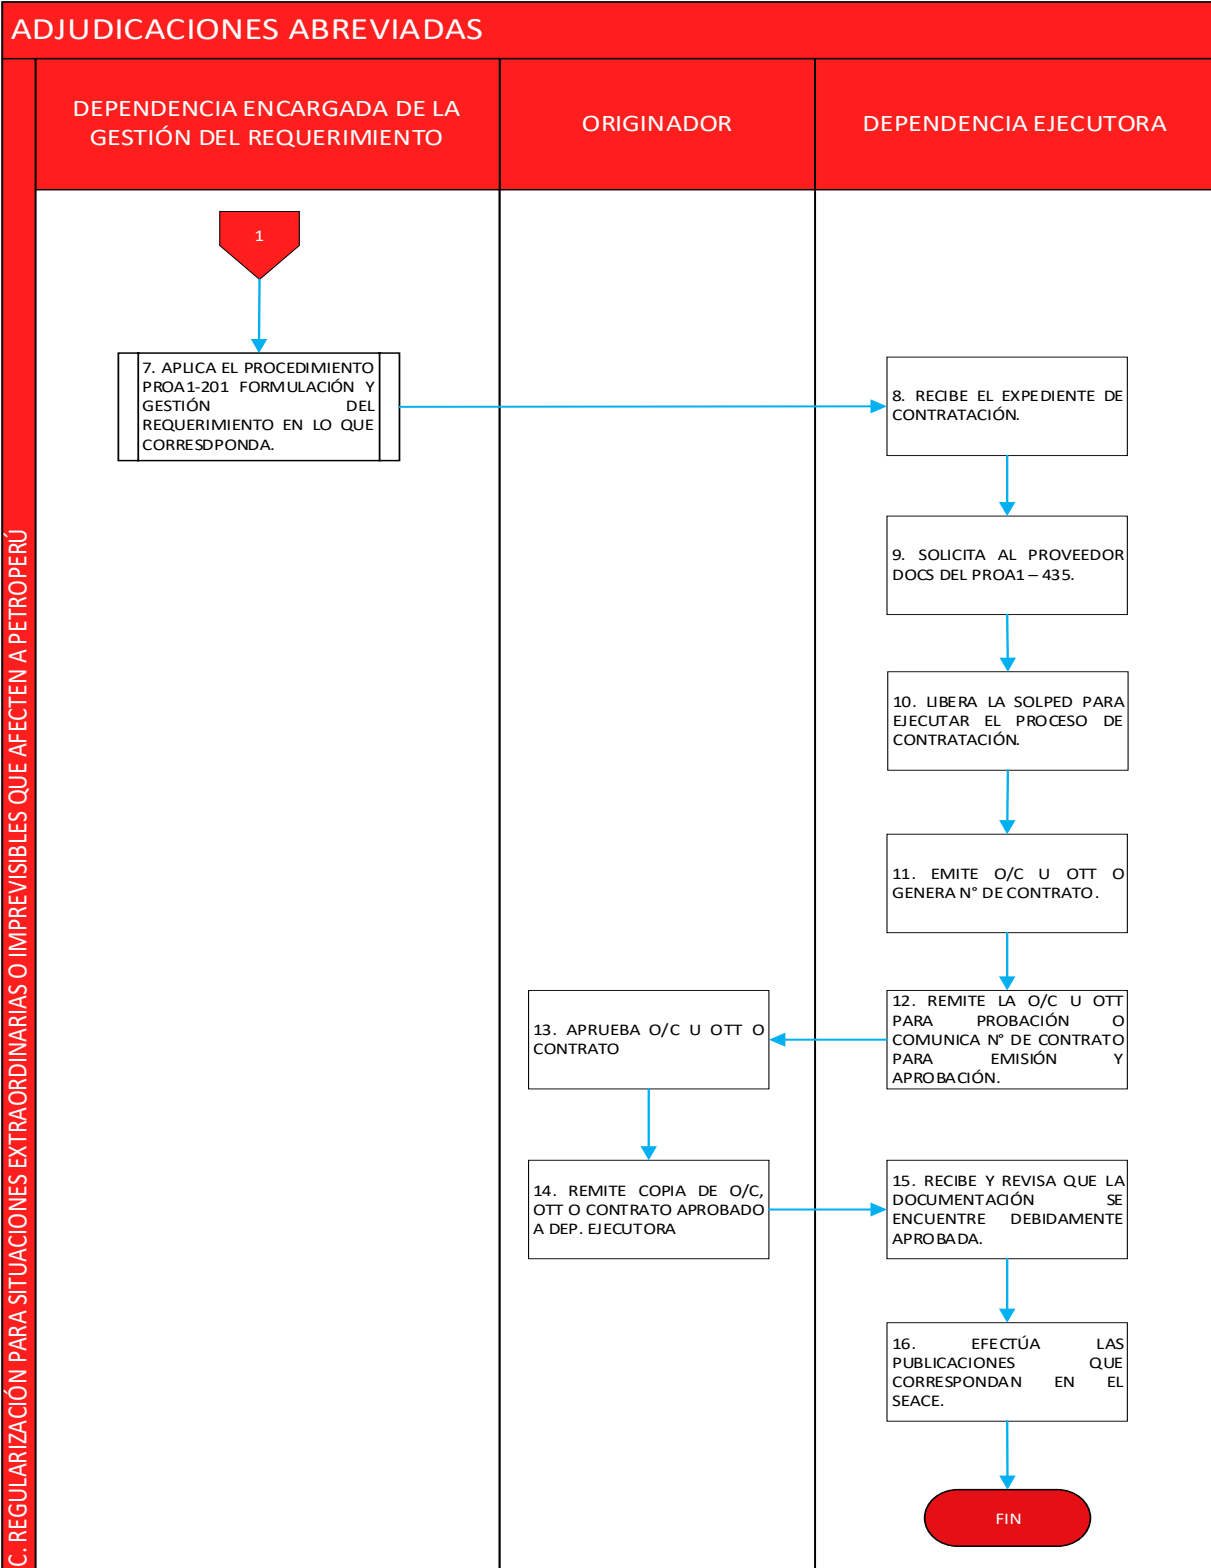 ADJUDICACIONES ABREVIADAS
DEPENDENCIA ENCARGADA DE LA
GESTIÓN DEL REQUERIMIENTO
ORIGINADOR
DEPENDENCIA EJECUTORA
C. REGULARIZACIÓN PARA SITUACIONES EXTRAORDINARIAS O IMPREVISIBLES QUE AFECTEN A PETROPERÚ
1
7. APLICA EL PROCEDIMIENTO
PROA1-201 FORMULACIÓN Y
GESTIÓN DEL
REQUERIMIENTO EN LO QUE
CORRESDPONDA.
8. RECIBE EL EXPEDIENTE DE
CONTRATACIÓN.
9. SOLICITA AL PROVEEDOR
DOCS DEL PROA1 – 435.
10. LIBERA LA SOLPED PARA
EJECUTAR EL PROCESO DE
CONTRATACIÓN.
11. EMITE O/C U OTT O
GENERA N° DE CONTRATO.
12. REMITE LA O/C U OTT
PARA PROBACIÓN O
COMUNICA N° DE CONTRATO
PARA EMISIÓN Y
APROBACIÓN.
13. APRUEBA O/C U OTT O
CONTRATO
14. REMITE COPIA DE O/C,
OTT O CONTRATO APROBADO
A DEP. EJECUTORA
15. RECIBE Y REVISA QUE LA
DOCUMENTACIÓN SE
ENCUENTRE DEBIDAMENTE
APROBADA.
16. EFECTÚA LAS
PUBLICACIONES QUE
CORRESPONDAN EN EL
SEACE.
FIN